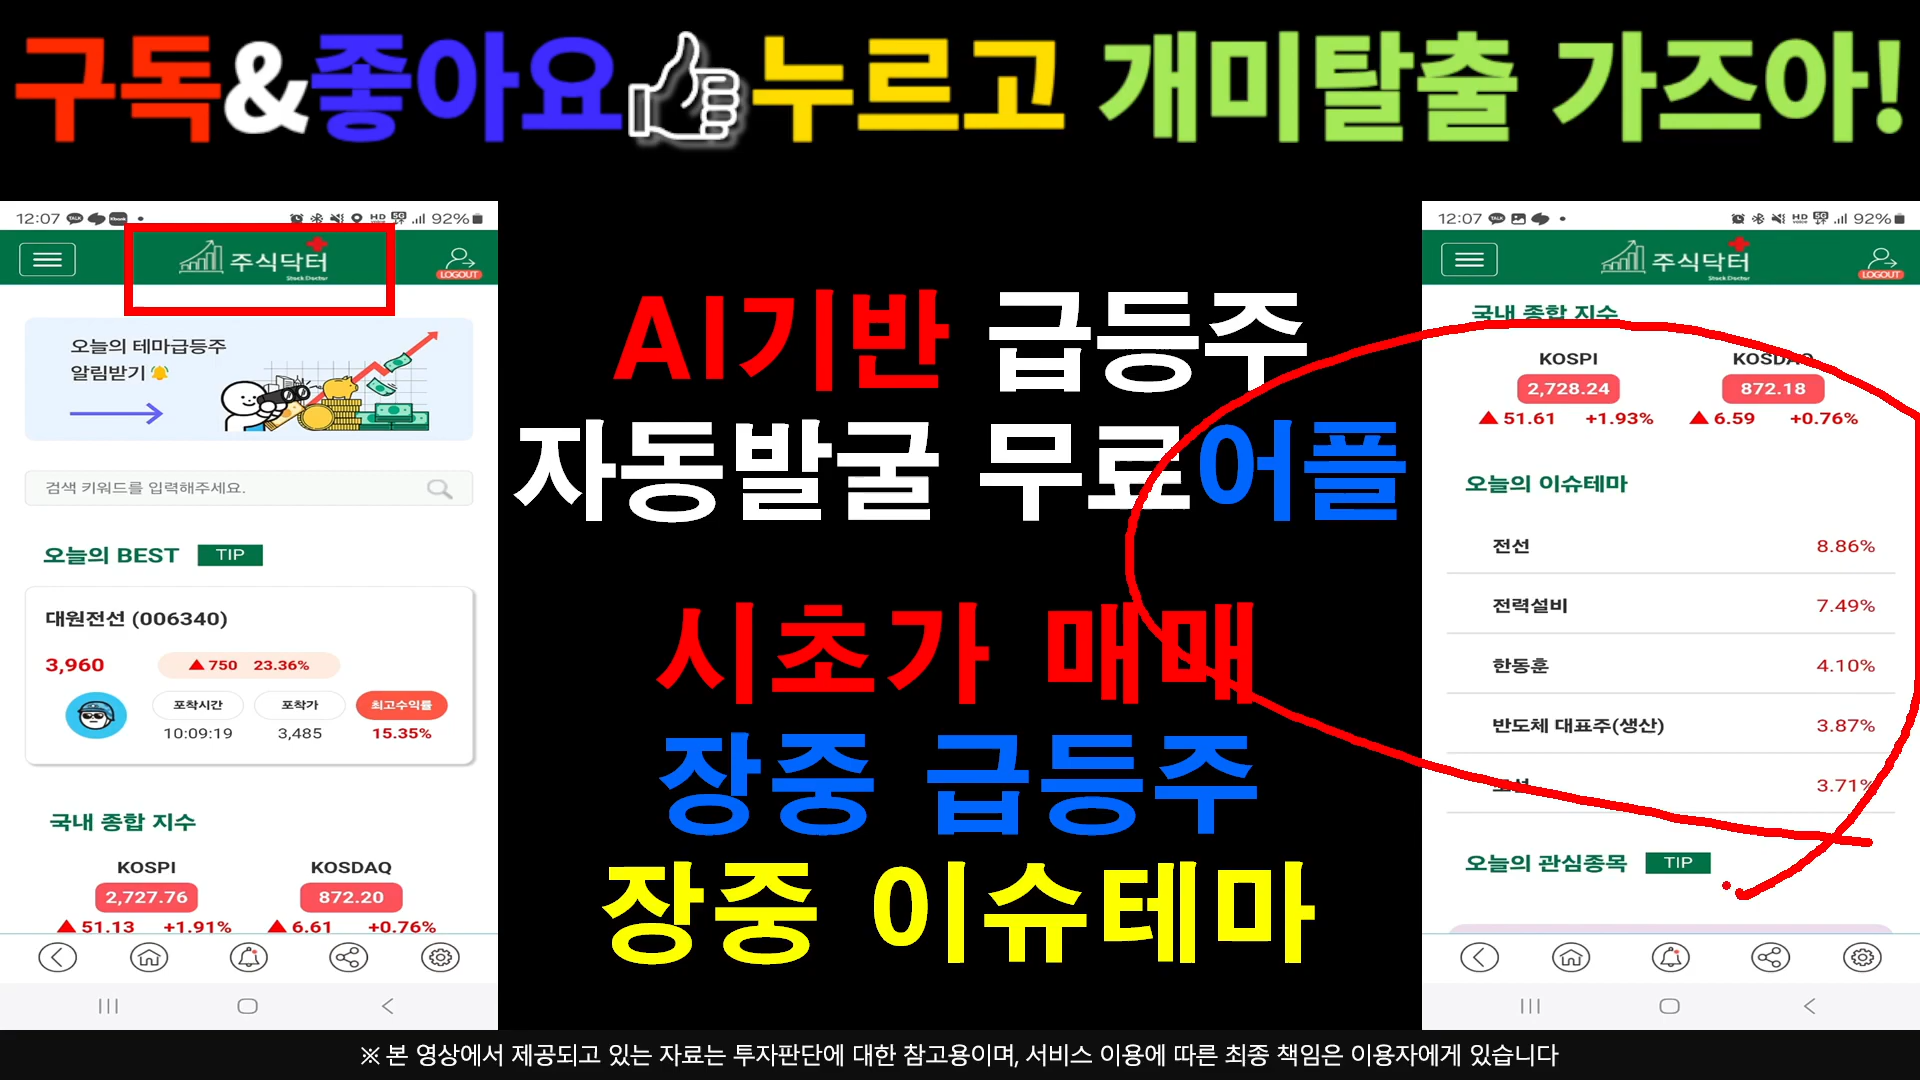 구독&좋아요 누르고 개미탈출 가즈아!
12:07
92%
주식닥터
Stock Doctor
LOGOUT
오늘의 테마급등주
알림받기
검색 키워드를 입력해주세요.
오늘의 BEST TIP
대원전선 (006340)
3,960 ▲750 23.36%
포착시간 포착가 최고수익률
10:09:19 3,485 15.35%
국내 종합 지수
KOSPI KOSDAQ
2,727.76 872.20
▲51.13 +1.91% ▲6.61 +0.76%
AI기반 급등주
자동발굴 무료어플
시초가 매매
장중 급등주
장중 이슈테마
12:07
92%
주식닥터
Stock Doctor
LOGOUT
국내 종합 지수
KOSPI KOSDAQ
2,728.24 872.18
▲51.61 +1.93% ▲6.59 +0.76%
오늘의 이슈테마
전선 8.86%
전력설비 7.49%
한동훈 4.10%
반도체 대표주(생산) 3.87%
3.71%
오늘의 관심종목 TIP
※ 본 영상에서 제공되고 있는 자료는 투자판단에 대한 참고용이며, 서비스 이용에 따른 최종 책임은 이용자에게 있습니다